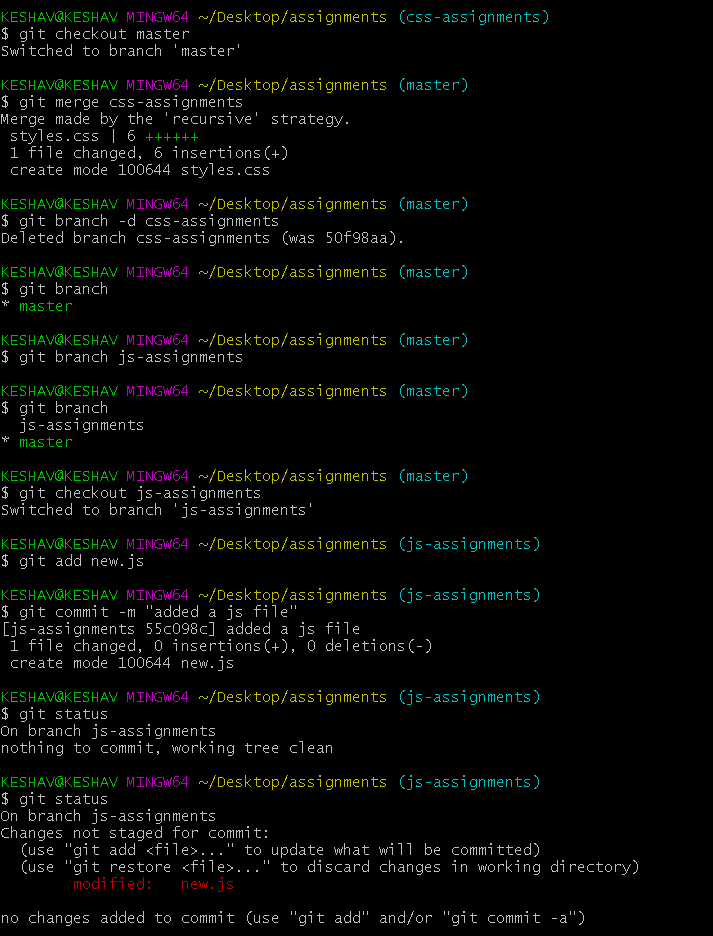 KESHAV@KESHAV MINGW64 ~/Desktop/assignments (css-assignments)
$ git checkout master
Switched to branch 'master'

KESHAV@KESHAV MINGW64 ~/Desktop/assignments (master)
$ git merge css-assignments
Merge made by the 'recursive' strategy.
 styles.css | 6 ++++++
 1 file changed, 6 insertions(+)
 create mode 100644 styles.css

KESHAV@KESHAV MINGW64 ~/Desktop/assignments (master)
$ git branch -d css-assignments
Deleted branch css-assignments (was 50f98aa).

KESHAV@KESHAV MINGW64 ~/Desktop/assignments (master)
$ git branch
* master

KESHAV@KESHAV MINGW64 ~/Desktop/assignments (master)
$ git branch js-assignments

KESHAV@KESHAV MINGW64 ~/Desktop/assignments (master)
$ git branch
  js-assignments
* master

KESHAV@KESHAV MINGW64 ~/Desktop/assignments (master)
$ git checkout js-assignments
Switched to branch 'js-assignments'

KESHAV@KESHAV MINGW64 ~/Desktop/assignments (js-assignments)
$ git add new.js

KESHAV@KESHAV MINGW64 ~/Desktop/assignments (js-assignments)
$ git commit -m "added a js file"
[js-assignments 55c098c] added a js file
 1 file changed, 0 insertions(+), 0 deletions(-)
 create mode 100644 new.js

KESHAV@KESHAV MINGW64 ~/Desktop/assignments (js-assignments)
$ git status
On branch js-assignments
nothing to commit, working tree clean

KESHAV@KESHAV MINGW64 ~/Desktop/assignments (js-assignments)
$ git status
On branch js-assignments
Changes not staged for commit:
  (use "git add <file>..." to update what will be committed)
  (use "git restore <file>..." to discard changes in working directory)
        modified:   new.js

no changes added to commit (use "git add" and/or "git commit -a")